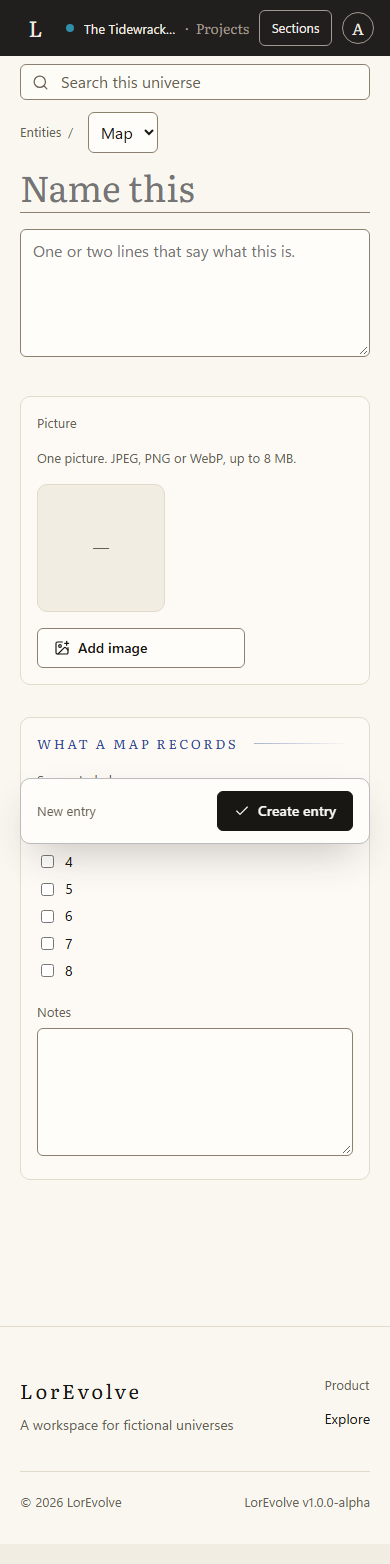 L
The Tidewrack... · Projects
Sections
A
Search this universe
Entities /
Map
Name this
One or two lines that say what this is.
Picture
One picture. JPEG, PNG or WebP, up to 8 MB.
—
Add image
WHAT A MAP RECORDS
New entry
Create entry
4
5
6
7
8
Notes
LorEvolve
Product
A workspace for fictional universes
Explore
© 2026 LorEvolve
LorEvolve v1.0.0-alpha